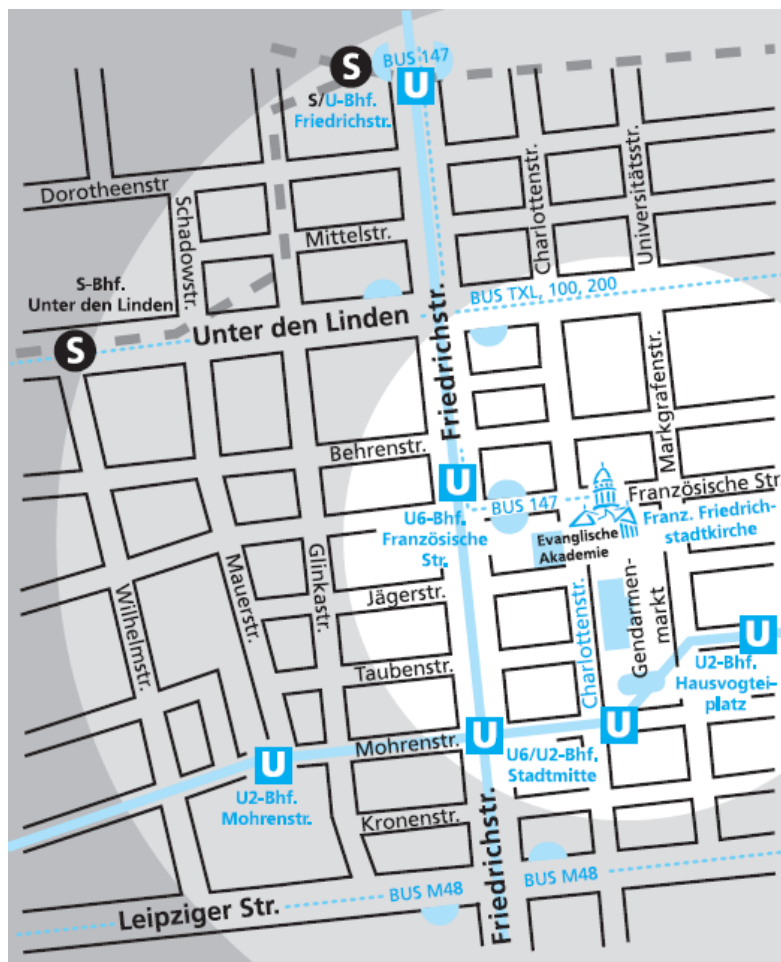 BUS 147
S
U
S/U-Bhf.
Friedrichstr.
Dorotheenstr
Schadowstr.
Mittelstr.
Charlottenstr.
Universitätsstr.
S-Bhf.
Unter den Linden
S
BUS TXL, 100, 200
Unter den Linden
Friedrichstr.
Markgrafenstr.
Behrenstr.
U
Französische Str
BUS 147
U6-Bhf.
Französische
Str.
Evanglische
Akademie
Franz. Friedrich-
stadtkirche
Wilhelmstr.
Mauerstr.
Glinkastr.
Jägerstr.
Charlottenstr.
Gendarmen-
markt
U
Taubenstr.
U2-Bhf.
Hausvogtei-
platz
U
U
U
Mohrenstr.
U6/U2-Bhf.
Stadtmitte
U2-Bhf.
Mohrenstr.
Kronenstr.
Friedrichstr.
BUS M48
BUS M48
Leipziger Str.